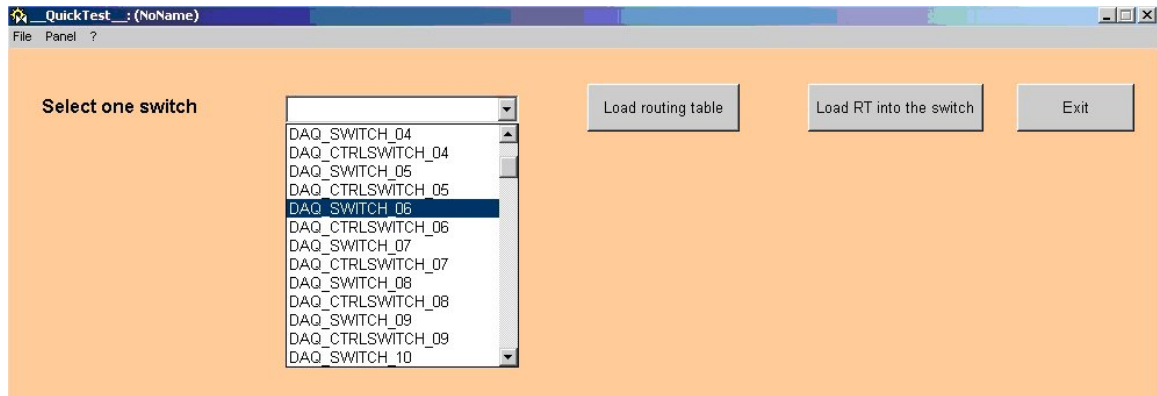 __QuickTest__: (NoName)
File Panel ?
Select one switch
Load routing table
Load RT into the switch
Exit
DAQ_SWITCH_04
DAQ_CTRLSWITCH_04
DAQ_SWITCH_05
DAQ_CTRLSWITCH_05
DAQ_SWITCH_06
DAQ_CTRLSWITCH_06
DAQ_SWITCH_07
DAQ_CTRLSWITCH_07
DAQ_SWITCH_08
DAQ_CTRLSWITCH_08
DAQ_SWITCH_09
DAQ_CTRLSWITCH_09
DAQ_SWITCH_10